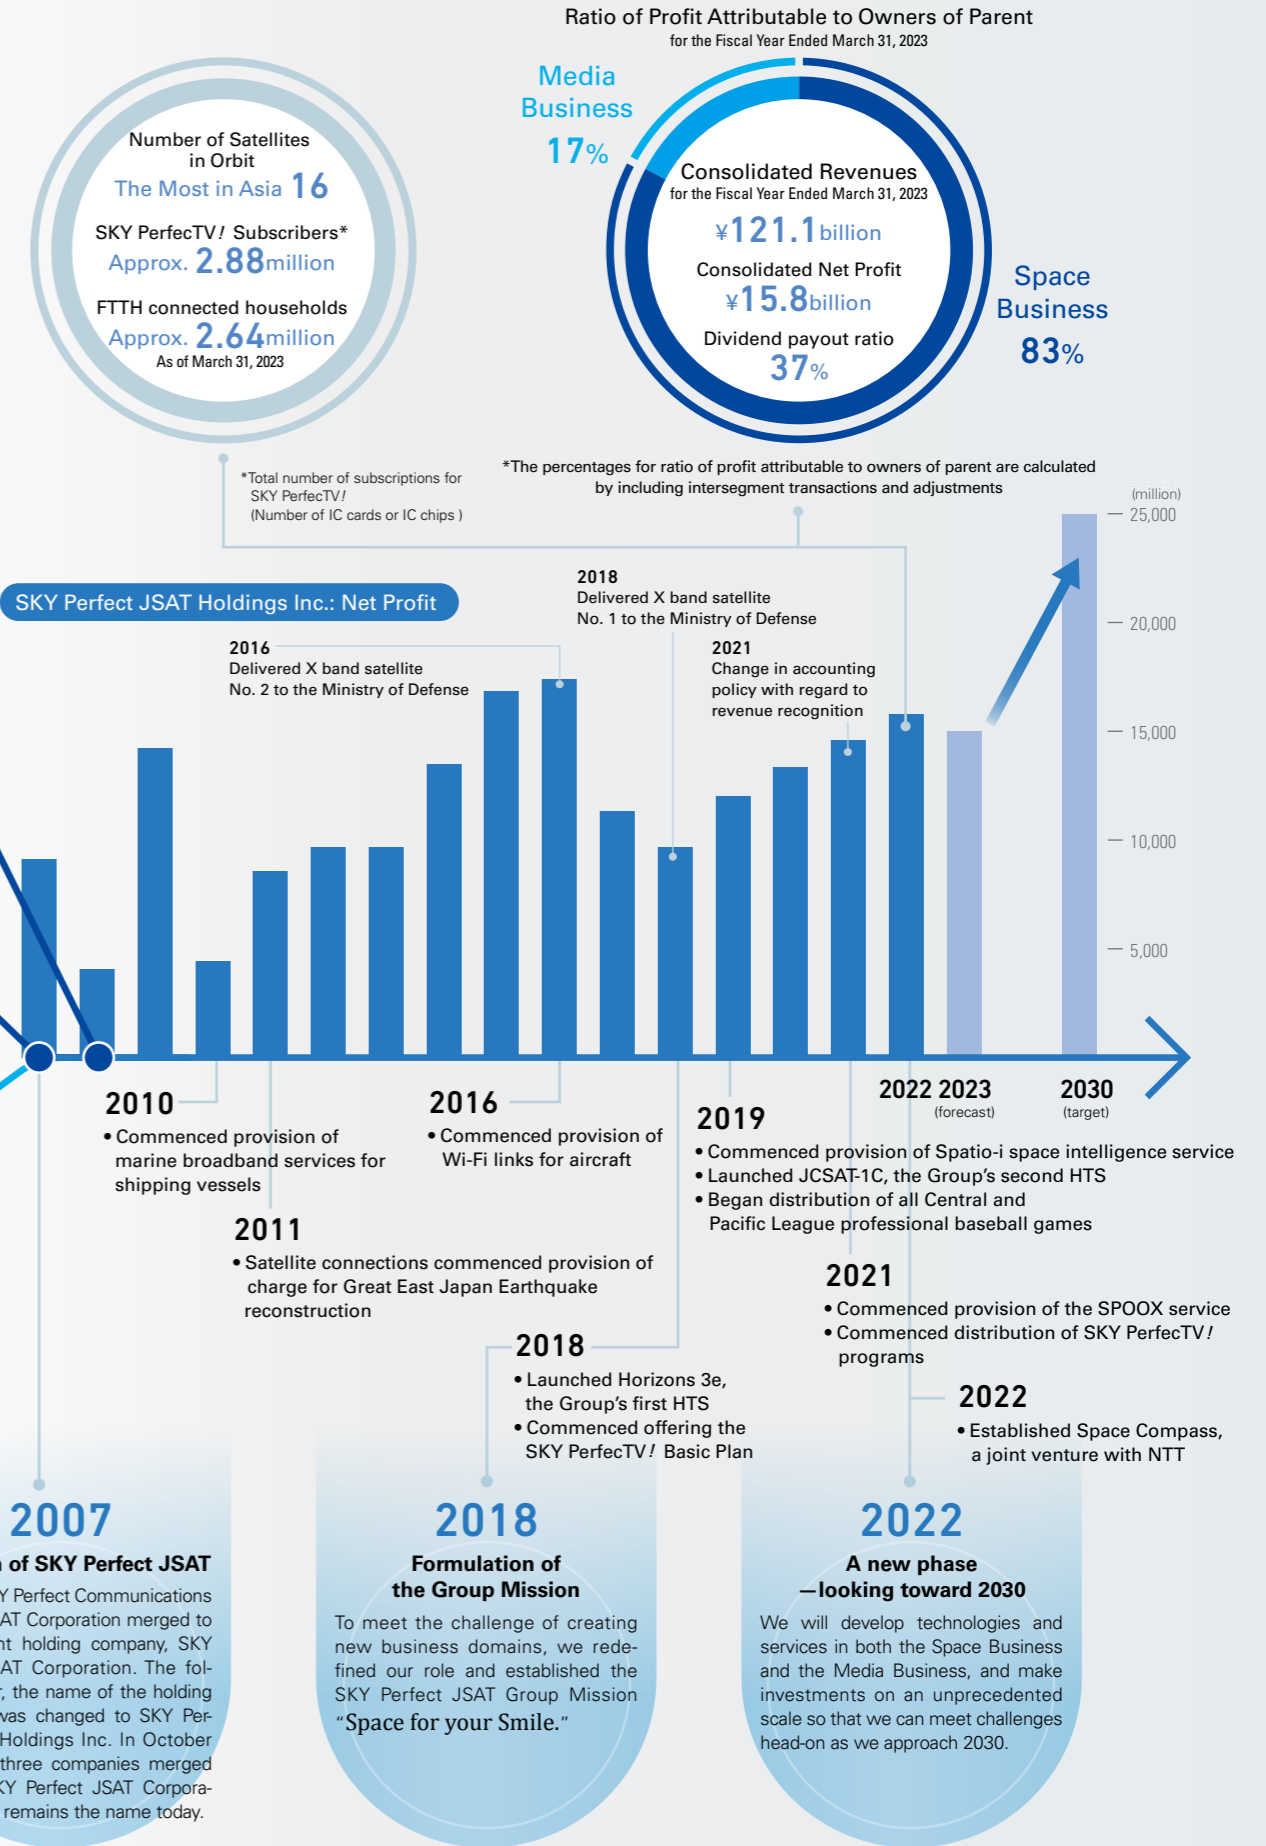 Ratio of Profit Attributable to Owners of Parent
for the Fiscal Year Ended March 31, 2023
Number of Satellites
in Orbit
The Most in Asia 16
SKY PerfecTV! Subscribers*
Approx. 2.88million
FTTH connected households
Approx. 2.64million
As of March 31, 2023
Media
Business
17%
Consolidated Revenues
for the Fiscal Year Ended March 31, 2023
¥121.1billion
Consolidated Net Profit
¥15.8billion
Dividend payout ratio
37%
Space
Business
83%
*Total number of subscriptions for
SKY PerfecTV!
(Number of IC cards or IC chips )
*The percentages for ratio of profit attributable to owners of parent are calculated
by including intersegment transactions and adjustments
SKY Perfect JSAT Holdings Inc.: Net Profit
(million)
25,000
20,000
15,000
10,000
5,000
2016
Delivered X band satellite
No. 2 to the Ministry of Defense
2018
Delivered X band satellite
No. 1 to the Ministry of Defense
2021
Change in accounting
policy with regard to
revenue recognition
2022 2023
(forecast)
2030
(target)
2010
• Commenced provision of
marine broadband services for
shipping vessels
2011
• Satellite connections commenced provision of
charge for Great East Japan Earthquake
reconstruction
2016
• Commenced provision of
Wi-Fi links for aircraft
2018
• Launched Horizons 3e,
the Group's first HTS
• Commenced offering the
SKY PerfecTV! Basic Plan
2019
• Commenced provision of Spatio-i space intelligence service
• Launched JCSAT-1C, the Group's second HTS
• Began distribution of all Central and
Pacific League professional baseball games
2021
• Commenced provision of the SPOOX service
• Commenced distribution of SKY PerfecTV!
programs
2022
• Established Space Compass,
a joint venture with NTT
2007
of SKY Perfect JSAT
Perfect Communications
Corporation merged to
holding company, SKY
Corporation. The fol-
the name of the holding
was changed to SKY Per-
Holdings Inc. In October
three companies merged
Perfect JSAT Corpora-
remains the name today.
2018
Formulation of
the Group Mission
To meet the challenge of creating
new business domains, we rede-
fined our role and established the
SKY Perfect JSAT Group Mission
"Space for your Smile."
2022
A new phase
—looking toward 2030
We will develop technologies and
services in both the Space Business
and the Media Business, and make
investments on an unprecedented
scale so that we can meet challenges
head-on as we approach 2030.